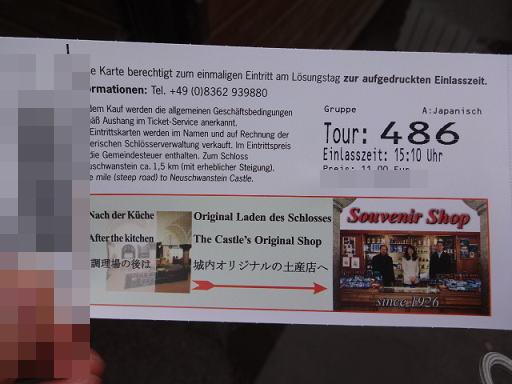 e Karte berechtigt zum einmaligen Eintritt am Lösungstag zur aufgedruckten Einlasszeit.
ormationen: Tel. +49 (0)8362 939880
dem Kauf werden die allgemeinen Geschäftsbedingungen
äß Aushang im Ticket-Service anerkannt.
Eintrittskarten werden im Namen und auf Rechnung der
erischen Schlösserverwaltung verkauft. Im Eintrittspreis
die Gemeindesteuer enthalten. Zum Schloss
uschwanstein ca. 1,5 km (mit erheblicher Steigung).
e mile (steep road) to Neuschwanstein Castle.
Gruppe A:Japanisch
Tour: 486
Einlasszeit: 15:10 Uhr
Preis: 11,00 Eur
Nach der Küche
After the kitchen
調理場の後は
Original Laden des Schlosses
The Castle's Original Shop
城内オリジナルの土産店へ
Souvenir Shop
since 1926